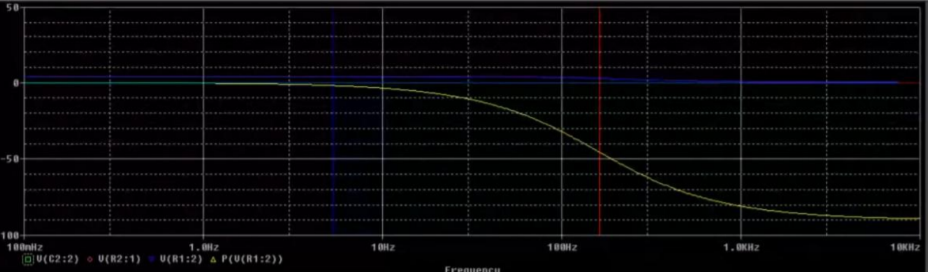 50
0
-50
100
100mHz 1.0Hz 10Hz 100Hz 1.0KHz 10KHz
V(C2:2) V(R2:1) V(R1:2) P(V(R1:2))
Frequency